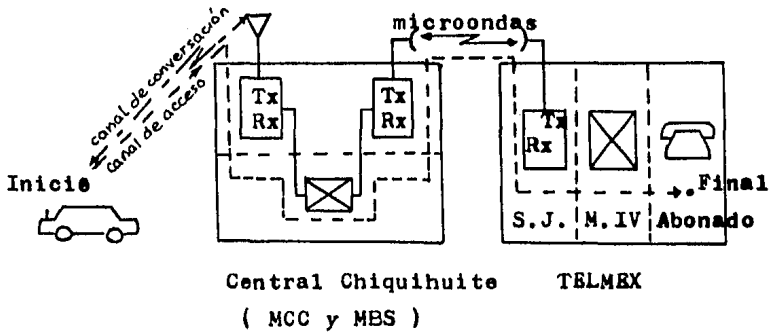 microondas
canal de conversación
canal de acceso
Tx
Rx
Tx
Rx
Tx
Rx
Inicio
Final
S.J.
M.IV
Abonado
Central Chiquihuite
TELMEX
( MCC y MBS )